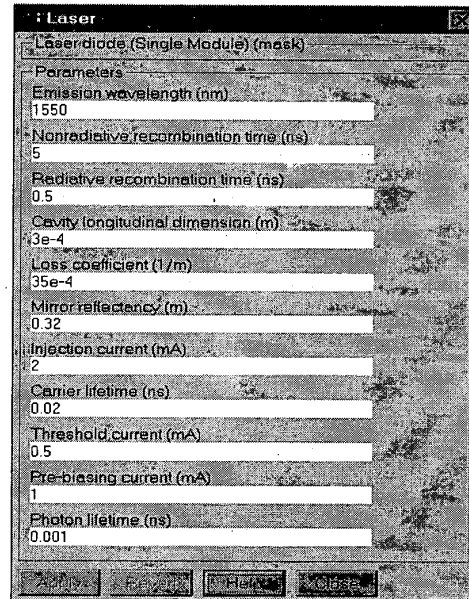 Laser
Laser diode (Single Module) (mask)
Parameters
Emission wavelength (nm)
1550
Nonradiative recombination time (ns)
5
Radiative recombination time (ns)
0.5
Cavity longitudinal dimension (m)
3e-4
Loss coefficient (1/m)
35e-4
Mirror reflectancy (m)
0.32
Injection current (mA)
2
Carrier lifetime (ns)
0.02
Threshold current (mA)
0.5
Pre-biasing current (mA)
1
Photon lifetime (ns)
0.001
Apply Revert Help Close